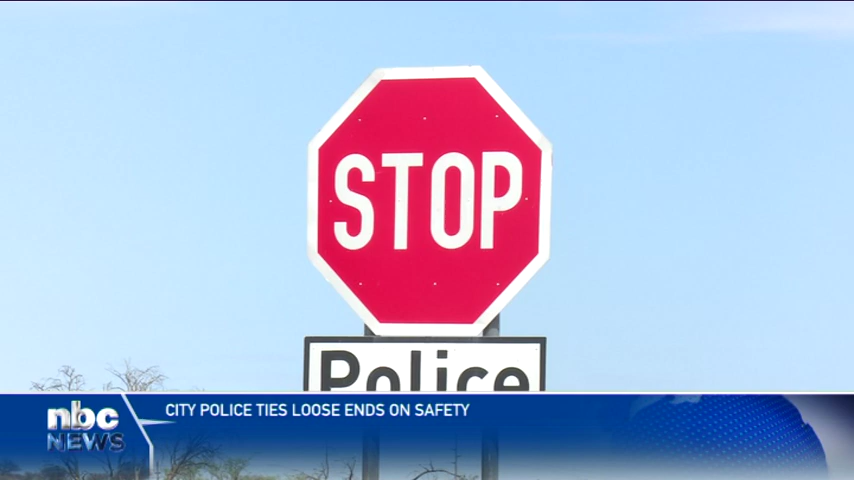 STOP
Police
nbc
NEWS
CITY POLICE TIES LOOSE ENDS ON SAFETY